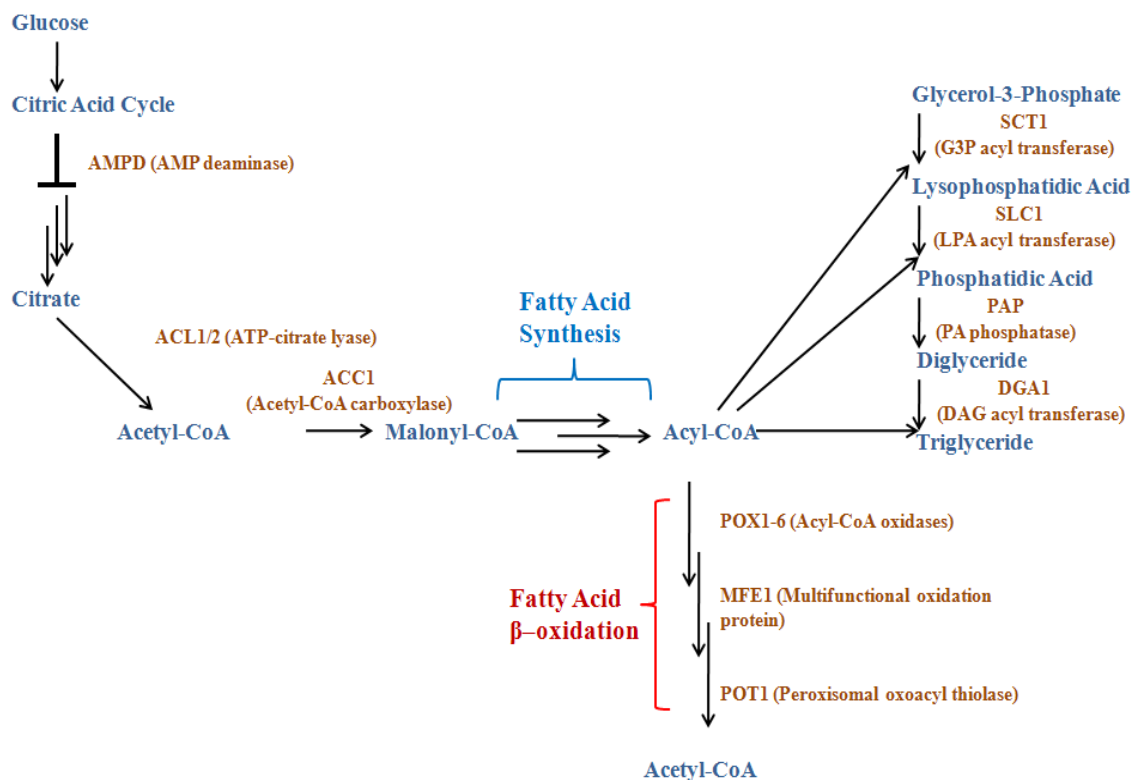 Glucose
Citric Acid Cycle
AMPD (AMP deaminase)
Citrate
ACL1/2 (ATP-citrate lyase)
ACC1
(Acetyl-CoA carboxylase)
Acetyl-CoA
Malonyl-CoA
Fatty Acid
Synthesis
Acyl-CoA
Glycerol-3-Phosphate
SCT1
(G3P acyl transferase)
Lysophosphatidic Acid
SLC1
(LPA acyl transferase)
Phosphatidic Acid
PAP
(PA phosphatase)
Diglyceride
DGA1
(DAG acyl transferase)
Triglyceride
Fatty Acid
β–oxidation
POX1-6 (Acyl-CoA oxidases)
MFE1 (Multifunctional oxidation
protein)
POT1 (Peroxisomal oxoacyl thiolase)
Acetyl-CoA